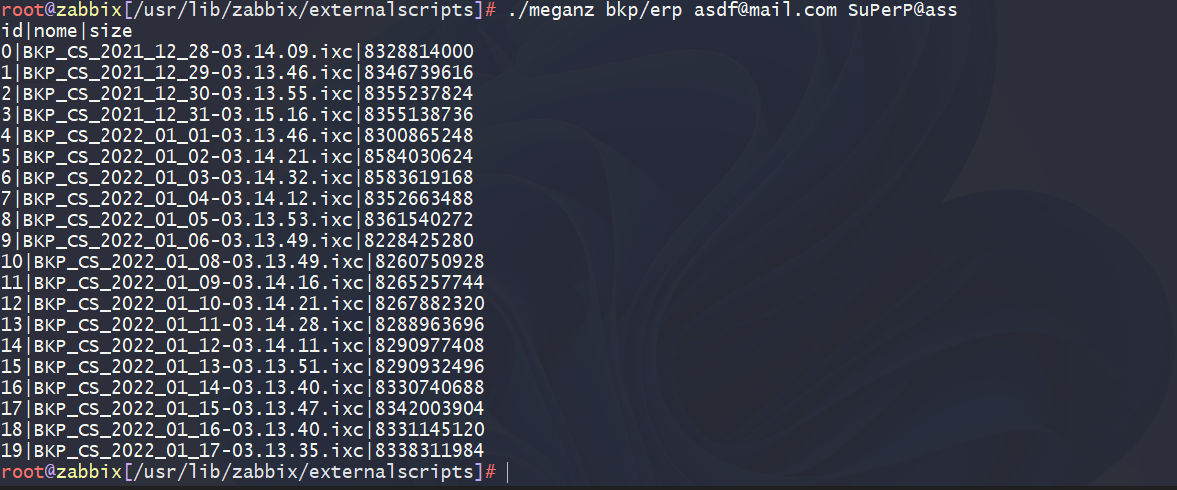 root@zabbix[/usr/lib/zabbix/externalscripts]# ./meganz bkp/erp asdf@mail.com SuPerP@ass
id|nome|size
0|BKP_CS_2021_12_28-03.14.09.ixc|8328814000
1|BKP_CS_2021_12_29-03.13.46.ixc|8346739616
2|BKP_CS_2021_12_30-03.13.55.ixc|8355237824
3|BKP_CS_2021_12_31-03.15.16.ixc|8355138736
4|BKP_CS_2022_01_01-03.13.46.ixc|8300865248
5|BKP_CS_2022_01_02-03.14.21.ixc|8584030624
6|BKP_CS_2022_01_03-03.14.32.ixc|8583619168
7|BKP_CS_2022_01_04-03.14.12.ixc|8352663488
8|BKP_CS_2022_01_05-03.13.53.ixc|8361540272
9|BKP_CS_2022_01_06-03.13.49.ixc|8228425280
10|BKP_CS_2022_01_08-03.13.49.ixc|8260750928
11|BKP_CS_2022_01_09-03.14.16.ixc|8265257744
12|BKP_CS_2022_01_10-03.14.21.ixc|8267882320
13|BKP_CS_2022_01_11-03.14.28.ixc|8288963696
14|BKP_CS_2022_01_12-03.14.11.ixc|8290977408
15|BKP_CS_2022_01_13-03.13.51.ixc|8290932496
16|BKP_CS_2022_01_14-03.13.40.ixc|8330740688
17|BKP_CS_2022_01_15-03.13.47.ixc|8342003904
18|BKP_CS_2022_01_16-03.13.40.ixc|8331145120
19|BKP_CS_2022_01_17-03.13.35.ixc|8338311984
root@zabbix[/usr/lib/zabbix/externalscripts]#